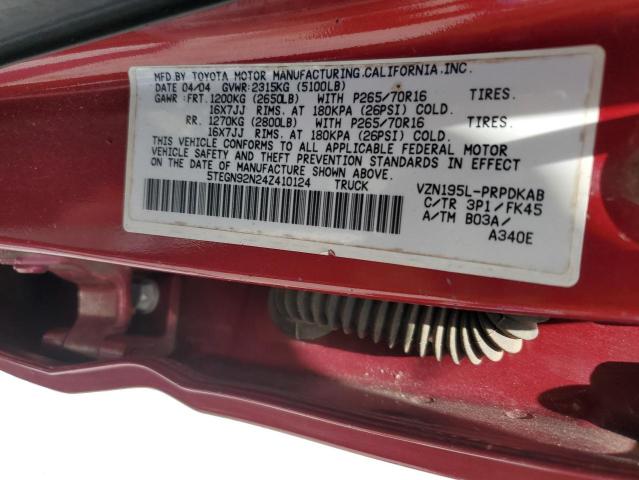 MFD.BY TOYOTA MOTOR MANUFACTURING,CALIFORNIA,INC.
DATE 04/04 GVWR:2315KG (5100LB)
GAWR: FRT. 1200KG (2650LB) WITH P265/70R16 TIRES.
16X7JJ RIMS. AT 180KPA (26PSI) COLD.
RR. 1270KG (2800LB) WITH P265/70R16 TIRES.
16X7JJ RIMS. AT 180KPA (26PSI) COLD.
THIS VEHICLE CONFORMS TO ALL APPLICABLE FEDERAL MOTOR
VEHICLE SAFETY AND THEFT PREVENTION STANDARDS IN EFFECT
ON THE DATE OF MANUFACTURE SHOWN ABOVE.
5TEGN92N24Z410124 TRUCK VZN195L-PRPDKAB
C/TR 3P1/FK45
A/TM B03A/
A340E